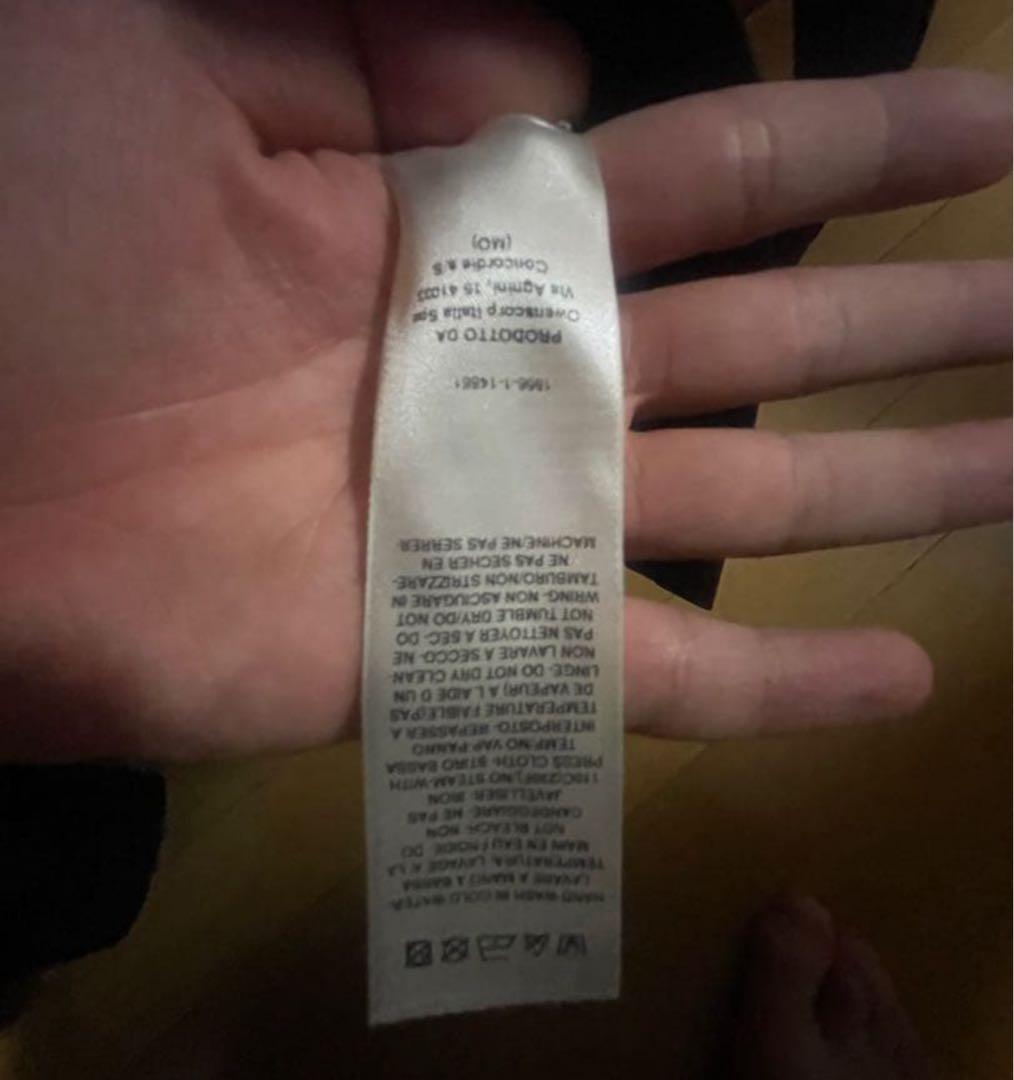 HAND WASH IN COLD WATER-
LAVARE A MANO A BASSA
TEMPERATURA- LAVAGE A LA
MAIN EN EAU FROIDE- DO
NOT BLEACH- NON
CANDEGGIARE- NE PAS
JAVELLISER- IRON
110C(230F),NO STEAM-WITH
PRESS CLOTH- STIRO BASSA
TEMP/NO VAP-PANNO
INTERPOSTO- REPASSER A
TEMPERATURE FAIBLE(PAS
DE VAPEUR) A L AIDE D UN
LINGE- DO NOT DRY CLEAN-
NON LAVARE A SECCO- NE
PAS NETTOYER A SEC- DO
NOT TUMBLE DRY/DO NOT
WRING- NON ASCIUGARE IN
TAMBURO/NON STRIZZARE-
NE PAS SECHER EN
MACHINE/NE PAS SERRER-
PRODOTTO DA
Owenscorp Italia Spa
Via Agnini, 15 41033
Concordia s/S
(MO)